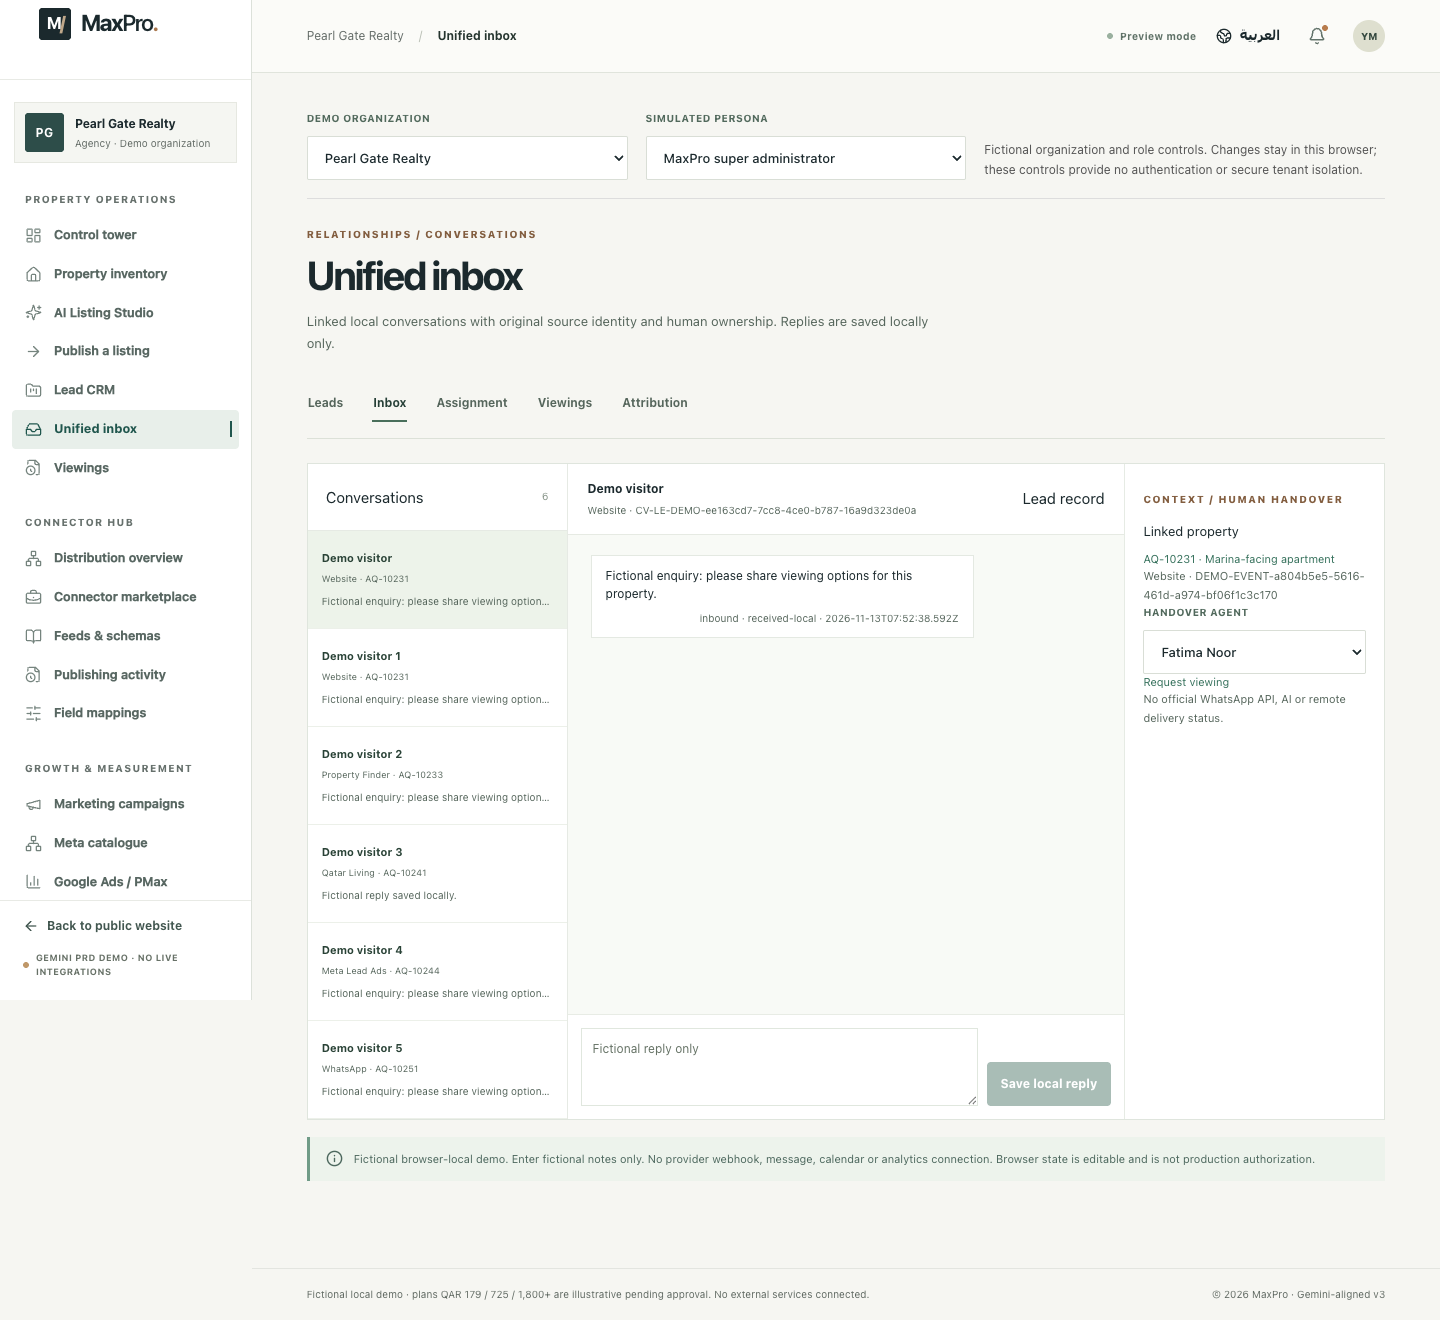 M/ MaxPro.
PG
Pearl Gate Realty
Agency · Demo organization
PROPERTY OPERATIONS
Control tower
Property inventory
AI Listing Studio
Publish a listing
Lead CRM
Unified inbox
Viewings
CONNECTOR HUB
Distribution overview
Connector marketplace
Feeds & schemas
Publishing activity
Field mappings
GROWTH & MEASUREMENT
Marketing campaigns
Meta catalogue
Google Ads / PMax
Back to public website
GEMINI PRD DEMO · NO LIVE
INTEGRATIONS
Pearl Gate Realty / Unified inbox
Preview mode
العربية
YM
DEMO ORGANIZATION
Pearl Gate Realty
SIMULATED PERSONA
MaxPro super administrator
Fictional organization and role controls. Changes stay in this browser;
these controls provide no authentication or secure tenant isolation.
RELATIONSHIPS / CONVERSATIONS
Unified inbox
Linked local conversations with original source identity and human ownership. Replies are saved locally
only.
Leads
Inbox
Assignment
Viewings
Attribution
Conversations
6
Demo visitor
Website · AQ-10231
Fictional enquiry: please share viewing option...
Demo visitor 1
Website · AQ-10231
Fictional enquiry: please share viewing option...
Demo visitor 2
Property Finder · AQ-10233
Fictional enquiry: please share viewing option...
Demo visitor 3
Qatar Living · AQ-10241
Fictional reply saved locally.
Demo visitor 4
Meta Lead Ads · AQ-10244
Fictional enquiry: please share viewing option...
Demo visitor 5
WhatsApp · AQ-10251
Fictional enquiry: please share viewing option...
Demo visitor
Website · CV-LE-DEMO-ee163cd7-7cc8-4ce0-b787-16a9d323de0a
Lead record
Fictional enquiry: please share viewing options for this
property.
inbound · received-local · 2026-11-13T07:52:38.592Z
Fictional reply only
Save local reply
CONTEXT / HUMAN HANDOVER
Linked property
AQ-10231 · Marina-facing apartment
Website · DEMO-EVENT-a804b5e5-5616-
461d-a974-bf06f1c3c170
HANDOVER AGENT
Fatima Noor
Request viewing
No official WhatsApp API, AI or remote
delivery status.
Fictional browser-local demo. Enter fictional notes only. No provider webhook, message, calendar or analytics connection. Browser state is editable and is not production authorization.
Fictional local demo · plans QAR 179 / 725 / 1,800+ are illustrative pending approval. No external services connected.
© 2026 MaxPro · Gemini-aligned v3